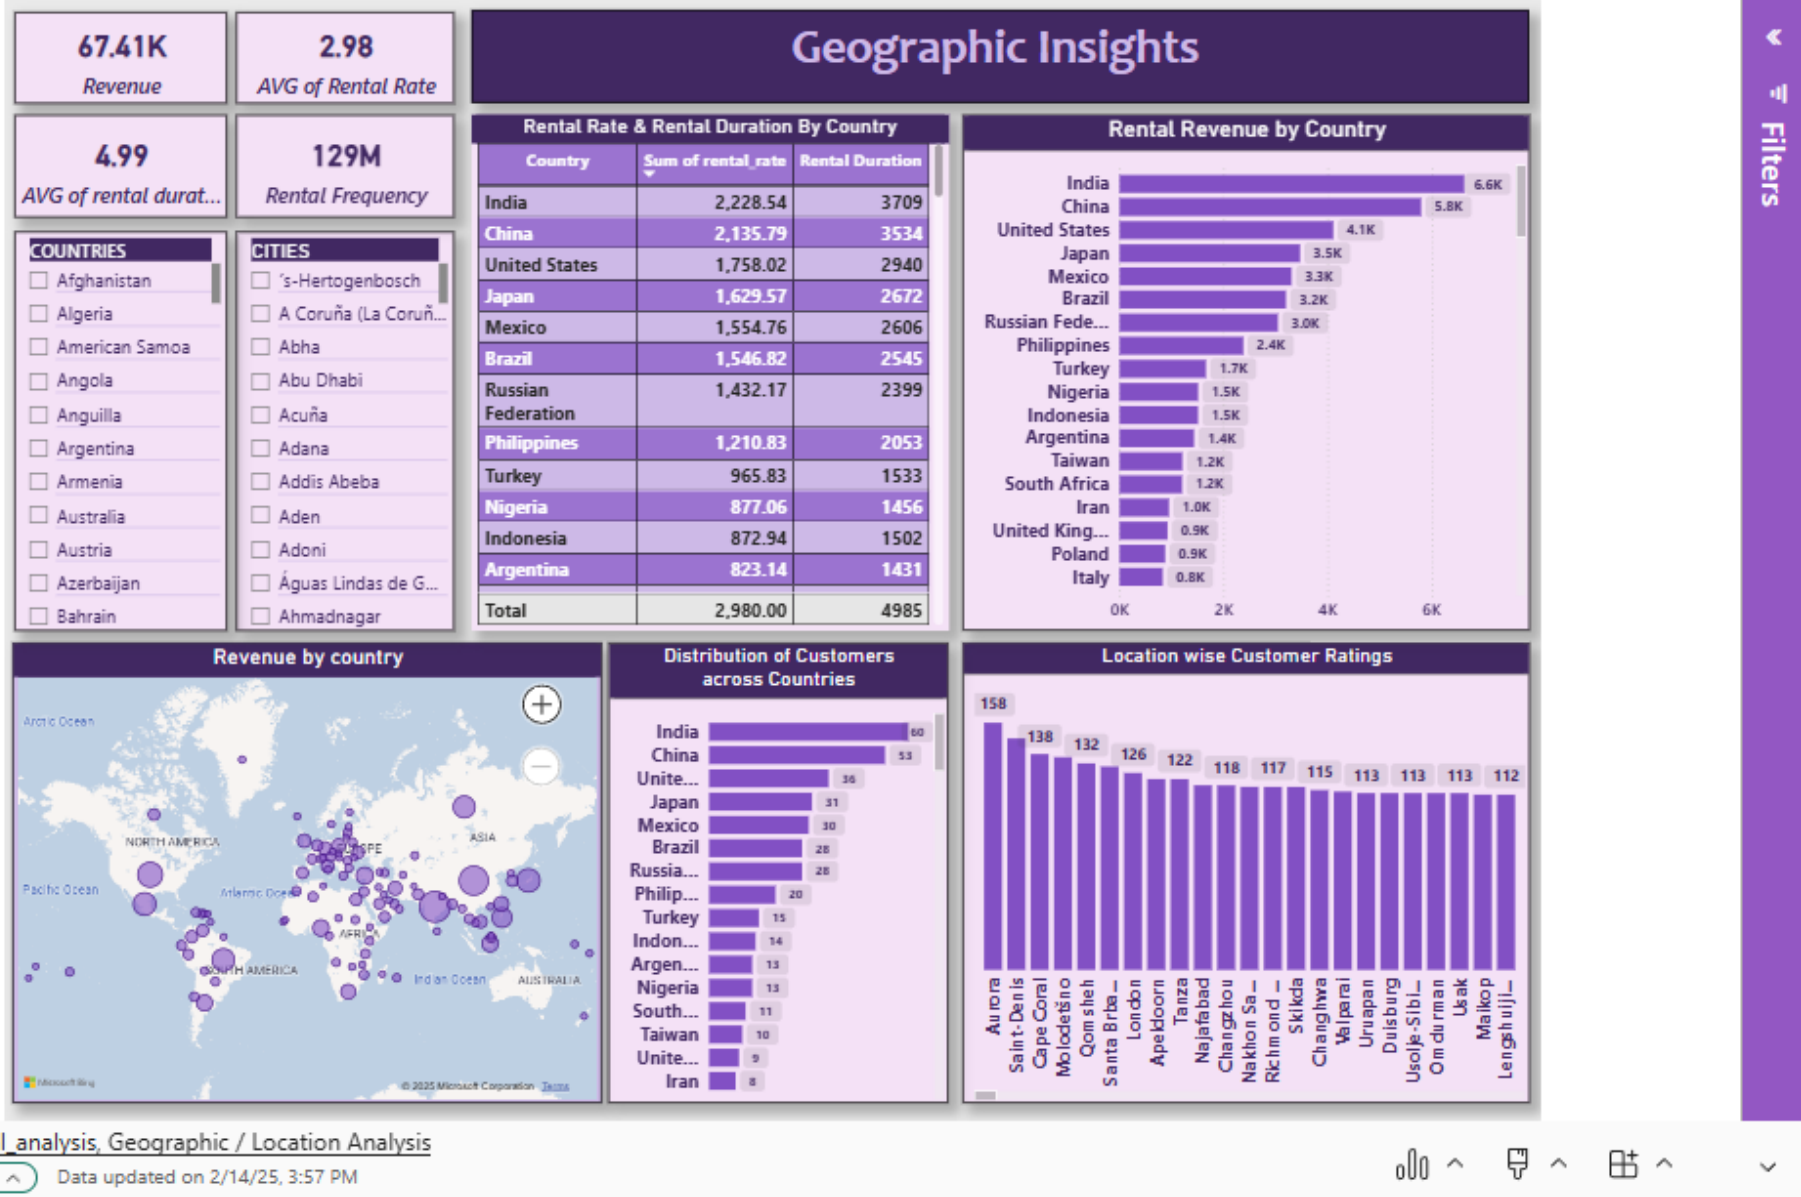 67.41K
Revenue
2.98
AVG of Rental Rate
4.99
AVG of rental durat...
129M
Rental Frequency
Geographic Insights
Filters
COUNTRIES
Afghanistan
Algeria
American Samoa
Angola
Anguilla
Argentina
Armenia
Australia
Austria
Azerbaijan
Bahrain
CITIES
's-Hertogenbosch
A Coruña (La Coruñ...
Abha
Abu Dhabi
Acuña
Adana
Addis Abeba
Aden
Adoni
Águas Lindas de G...
Ahmadnagar
Rental Rate & Rental Duration By Country
Country Sum of rental_rate Rental Duration
India 2,228.54 3709
China 2,135.79 3534
United States 1,758.02 2940
Japan 1,629.57 2672
Mexico 1,554.76 2606
Brazil 1,546.82 2545
Russian 1,432.17 2399
Federation
Philippines 1,210.83 2053
Turkey 965.83 1533
Nigeria 877.06 1456
Indonesia 872.94 1502
Argentina 823.14 1431
Total 2,980.00 4985
Rental Revenue by Country
India 6.6K
China 5.8K
United States 4.1K
Japan 3.5K
Mexico 3.3K
Brazil 3.2K
Russian Fede... 3.0K
Philippines 2.4K
Turkey 1.7K
Nigeria 1.5K
Indonesia 1.5K
Argentina 1.4K
Taiwan 1.2K
South Africa 1.2K
Iran 1.0K
United King... 0.9K
Poland 0.9K
Italy 0.8K
0K 2K 4K 6K
Revenue by country
Arctic Ocean
NORTH AMERICA
ASIA
Pacific Ocean
Atlantic Ocean
AFRICA
SOUTH AMERICA
Indian Ocean
AUSTRALIA
Microsoft Bing
© 2025 Microsoft Corporation Terms
Distribution of Customers
across Countries
India 60
China 53
Unite... 36
Japan 31
Mexico 30
Brazil 28
Russia... 28
Philip... 20
Turkey 15
Indon... 14
Argen... 13
Nigeria 13
South... 11
Taiwan 10
Unite... 9
Iran 8
Location wise Customer Ratings
158 138 132 126 122 118 117 115 113 113 113 112
Aurora
Saint-Denis
Cape Coral
Molodetšno
Qomsheh
Santa Brba...
London
Apeldoorn
Tanza
Najafabad
Changzhou
Nakhon Sa...
Richmond ...
Skikda
Changhwa
Valparai
Uruapan
Duisburg
Usolje-Sibi...
Omdurman
Usak
Maikop
Lengshuiji...
l_analysis, Geographic / Location Analysis
Data updated on 2/14/25, 3:57 PM